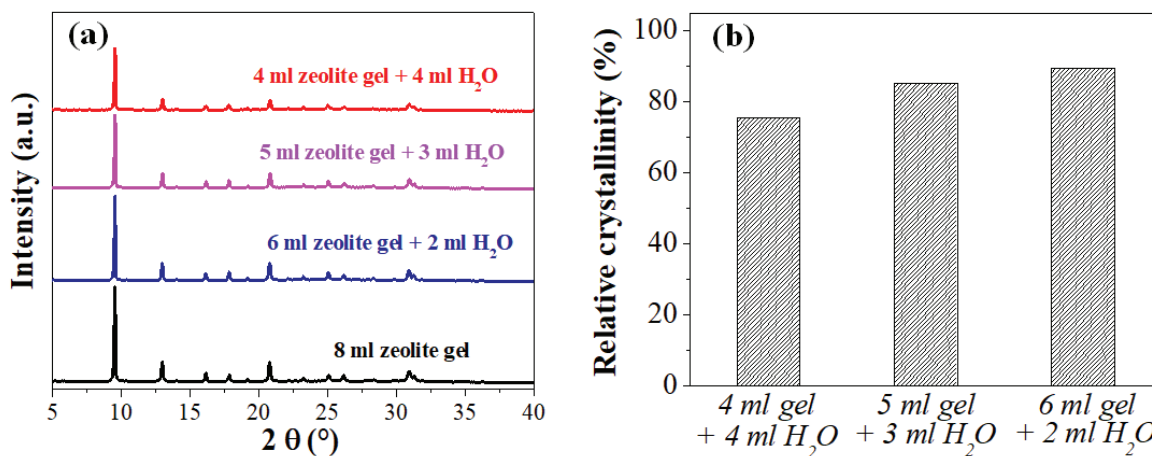 (a)
Intensity (a.u.)
4 ml zeolite gel + 4 ml H₂O
5 ml zeolite gel + 3 ml H₂O
6 ml zeolite gel + 2 ml H₂O
8 ml zeolite gel
5 10 15 20 25 30 35 40
2 θ (°)
(b)
Relative crystallinity (%)
100
80
60
40
20
0
4 ml gel + 4 ml H₂O
5 ml gel + 3 ml H₂O
6 ml gel + 2 ml H₂O